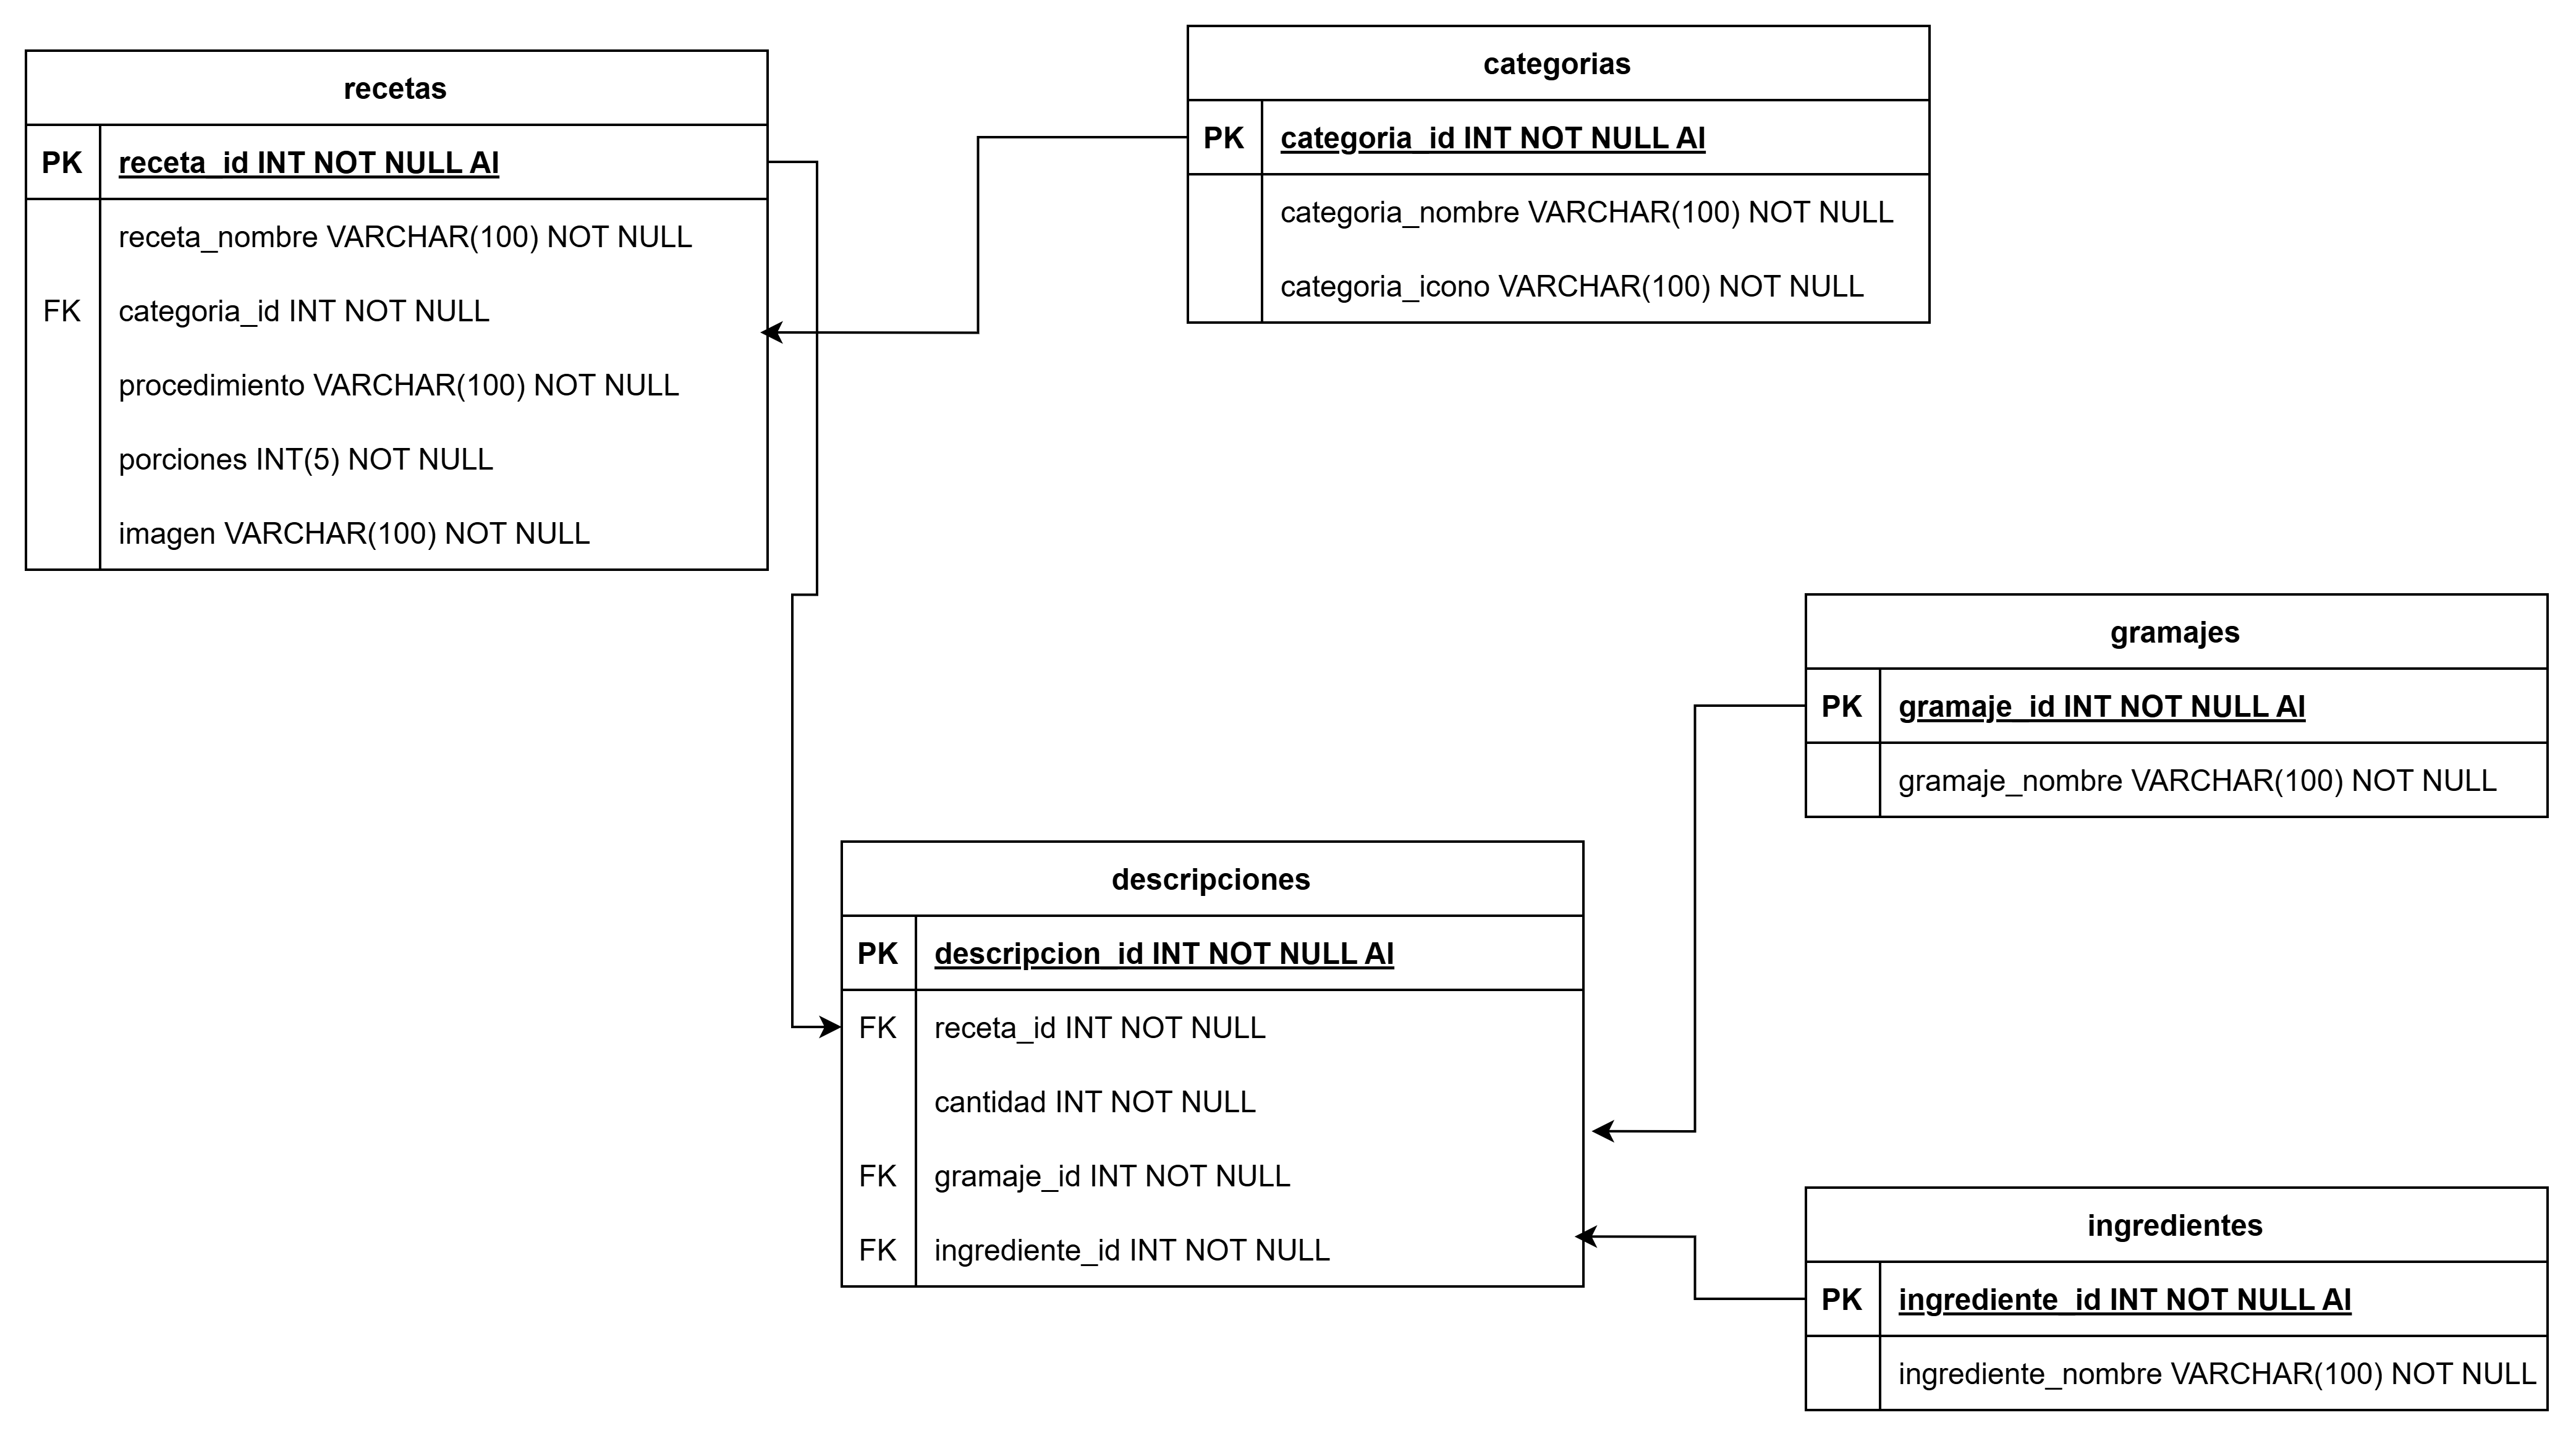 recetas
PK receta_id INT NOT NULL AI
receta_nombre VARCHAR(100) NOT NULL
FK categoria_id INT NOT NULL
procedimiento VARCHAR(100) NOT NULL
porciones INT(5) NOT NULL
imagen VARCHAR(100) NOT NULL
categorias
PK categoria_id INT NOT NULL AI
categoria_nombre VARCHAR(100) NOT NULL
categoria_icono VARCHAR(100) NOT NULL
gramajes
PK gramaje_id INT NOT NULL AI
gramaje_nombre VARCHAR(100) NOT NULL
descripciones
PK descripcion_id INT NOT NULL AI
FK receta_id INT NOT NULL
cantidad INT NOT NULL
FK gramaje_id INT NOT NULL
FK ingrediente_id INT NOT NULL
ingredientes
PK ingrediente_id INT NOT NULL AI
ingrediente_nombre VARCHAR(100) NOT NULL